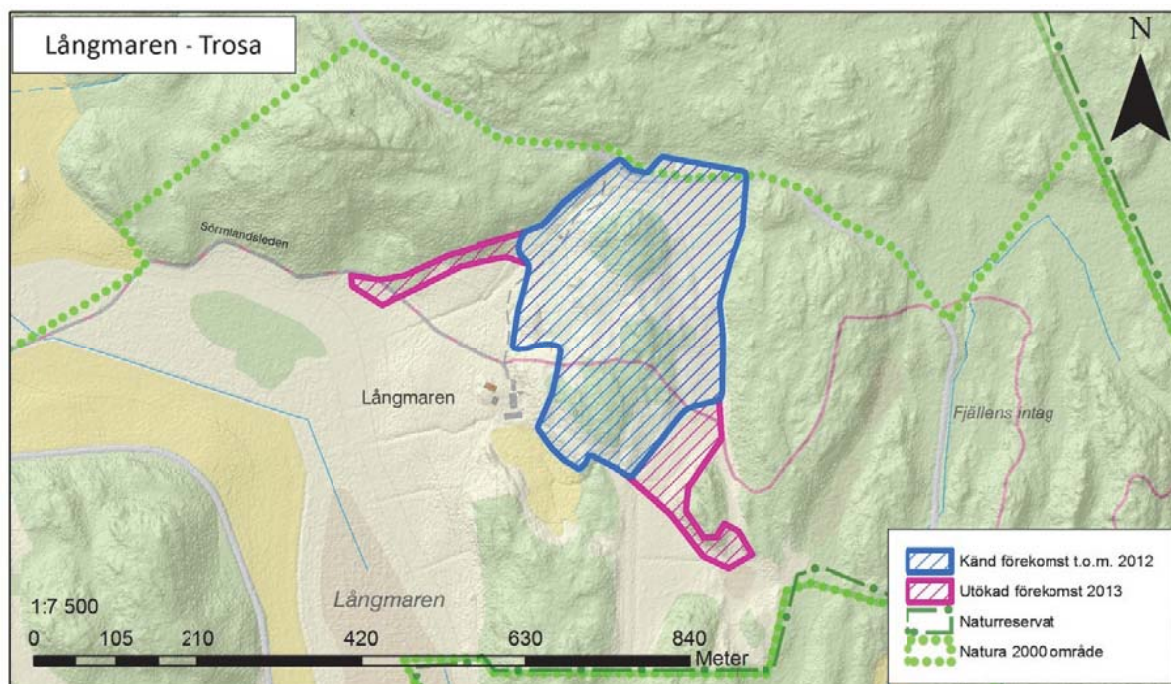 Långmaren - Trosa
N
Sörmlandsleden
Långmaren
Fjällens intag
Långmaren
1:7 500
0 105 210 420 630 840
Meter
Känd förekomst t.o.m. 2012
Utökad förekomst 2013
Naturreservat
Natura 2000 område